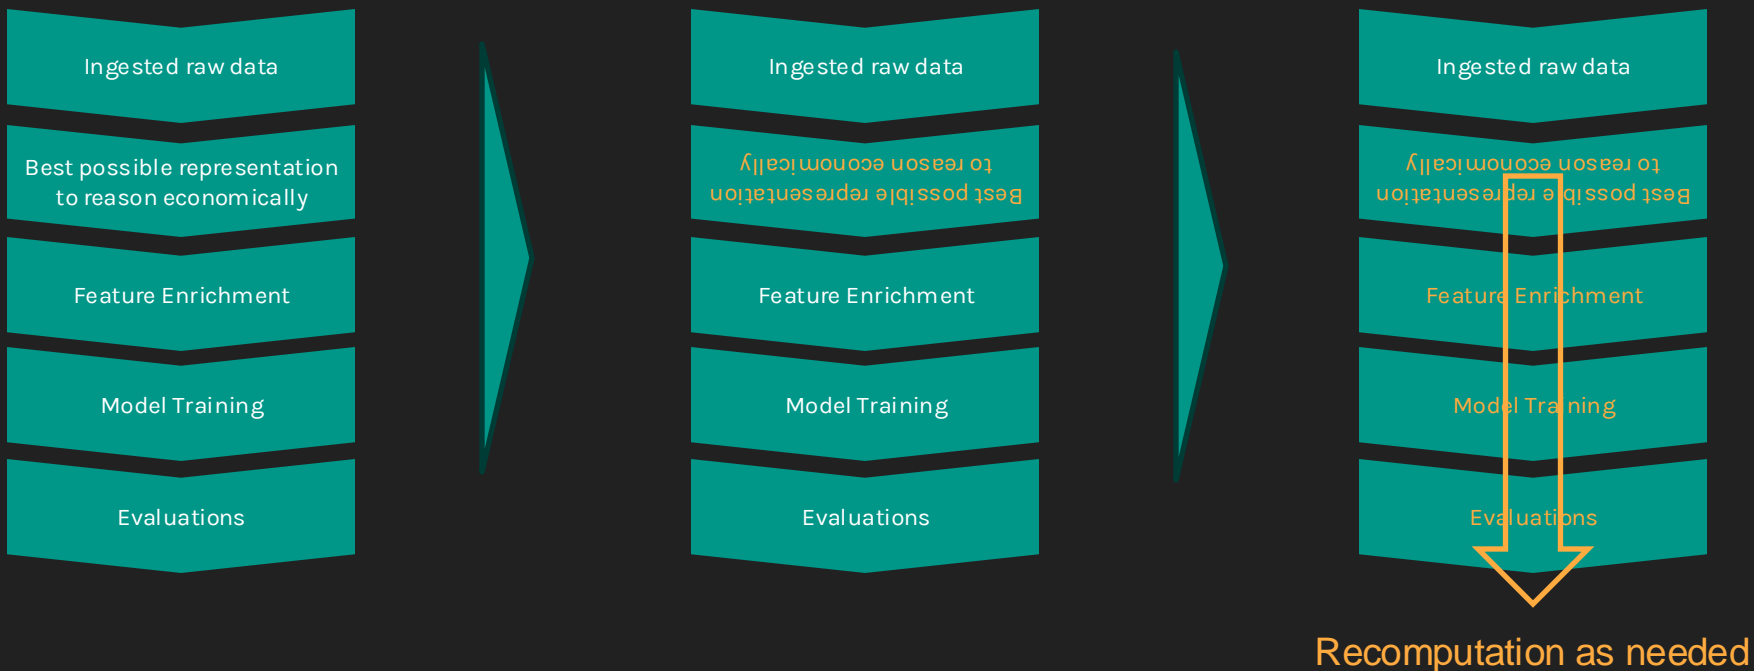 Ingested raw data
Best possible representation
to reason economically
Feature Enrichment
Model Training
Evaluations
Ingested raw data
Best possible representation
to reason economically
Feature Enrichment
Model Training
Evaluations
Ingested raw data
Best possible representation
to reason economically
Feature Enrichment
Model Training
Evaluations
Recomputation as needed